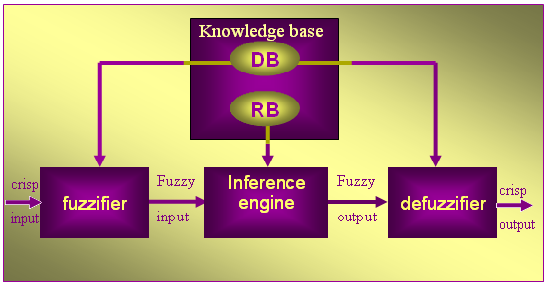 Knowledge base
DB
RB
crisp
input
fuzzifier
Fuzzy
input
Inference
engine
Fuzzy
output
defuzzifier
crisp
output